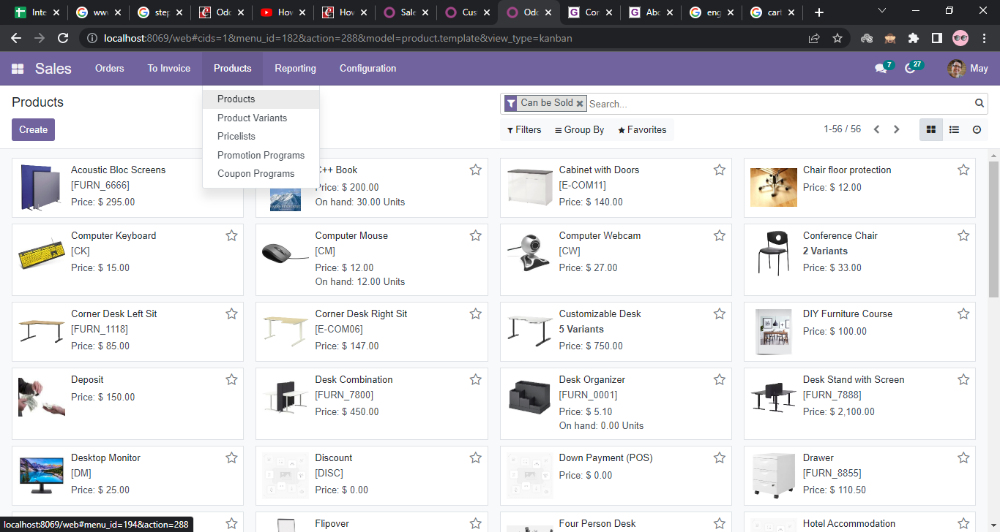 Inte
www
step
Odo
How
How
Sale
Cus
Odo
Con
Abc
eng
cart
localhost:8069/web#cids=1&menu_id=182&action=288&model=product.template&view_type=kanban
Sales
Orders
To Invoice
Products
Reporting
Configuration
7
27
May
Products
Products
Product Variants
Pricelists
Promotion Programs
Coupon Programs
Can be Sold
Search...
Create
Filters
Group By
Favorites
1-56 / 56
Acoustic Bloc Screens
[FURN_6666]
Price: $ 295.00
C++ Book
Price: $ 200.00
On hand: 30.00 Units
Cabinet with Doors
[E-COM11]
Price: $ 140.00
Chair floor protection
Price: $ 12.00
Computer Keyboard
[CK]
Price: $ 15.00
Computer Mouse
[CM]
Price: $ 12.00
On hand: 12.00 Units
Computer Webcam
[CW]
Price: $ 27.00
Conference Chair
2 Variants
Price: $ 33.00
Corner Desk Left Sit
[FURN_1118]
Price: $ 85.00
Corner Desk Right Sit
[E-COM06]
Price: $ 147.00
Customizable Desk
5 Variants
Price: $ 750.00
DIY Furniture Course
Price: $ 100.00
Deposit
Price: $ 150.00
Desk Combination
[FURN_7800]
Price: $ 450.00
Desk Organizer
[FURN_0001]
Price: $ 5.10
On hand: 0.00 Units
Desk Stand with Screen
[FURN_7888]
Price: $ 2,100.00
Desktop Monitor
[DM]
Price: $ 25.00
Discount
[DISC]
Price: $ 0.00
Down Payment (POS)
Price: $ 0.00
Drawer
[FURN_8855]
Price: $ 110.50
Flipover
Four Person Desk
Hotel Accommodation
localhost:8069/web#menu_id=194&action=288